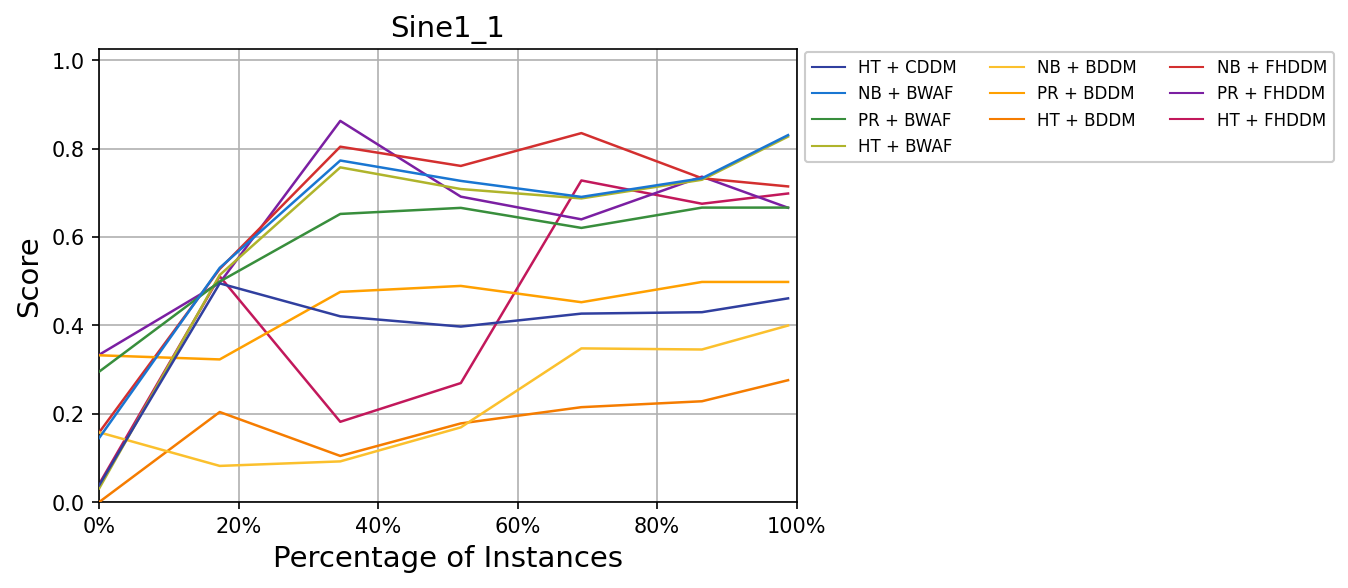 Sine1_1
1.0
0.8
0.6
0.4
0.2
0.0
Score
0%
20%
40%
60%
80%
100%
Percentage of Instances
HT + CDDM
NB + BWAF
PR + BWAF
HT + BWAF
NB + BDDM
PR + BDDM
HT + BDDM
NB + FHDDM
PR + FHDDM
HT + FHDDM